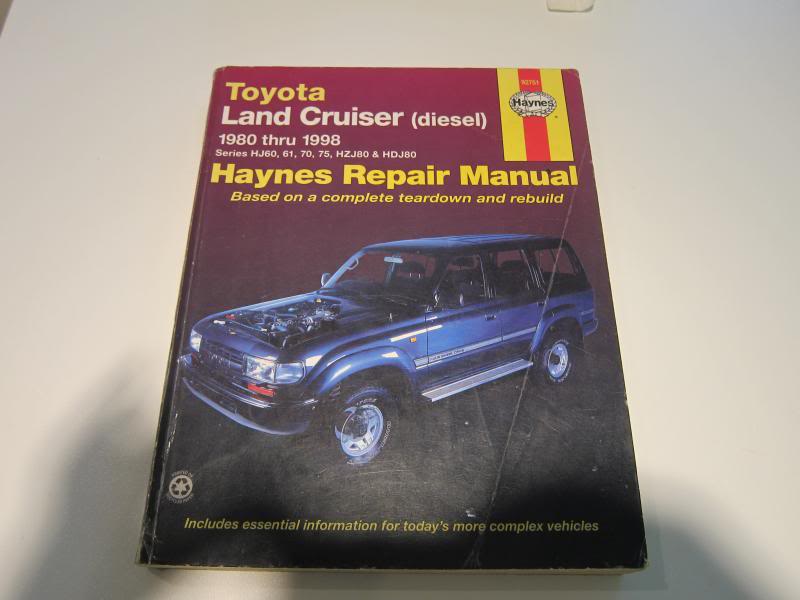 Toyota
Land Cruiser (diesel)
1980 thru 1998
Series HJ60, 61, 70, 75, HZJ80 & HDJ80
Haynes Repair Manual
Based on a complete teardown and rebuild
92751
Haynes
Includes essential information for today's more complex vehicles